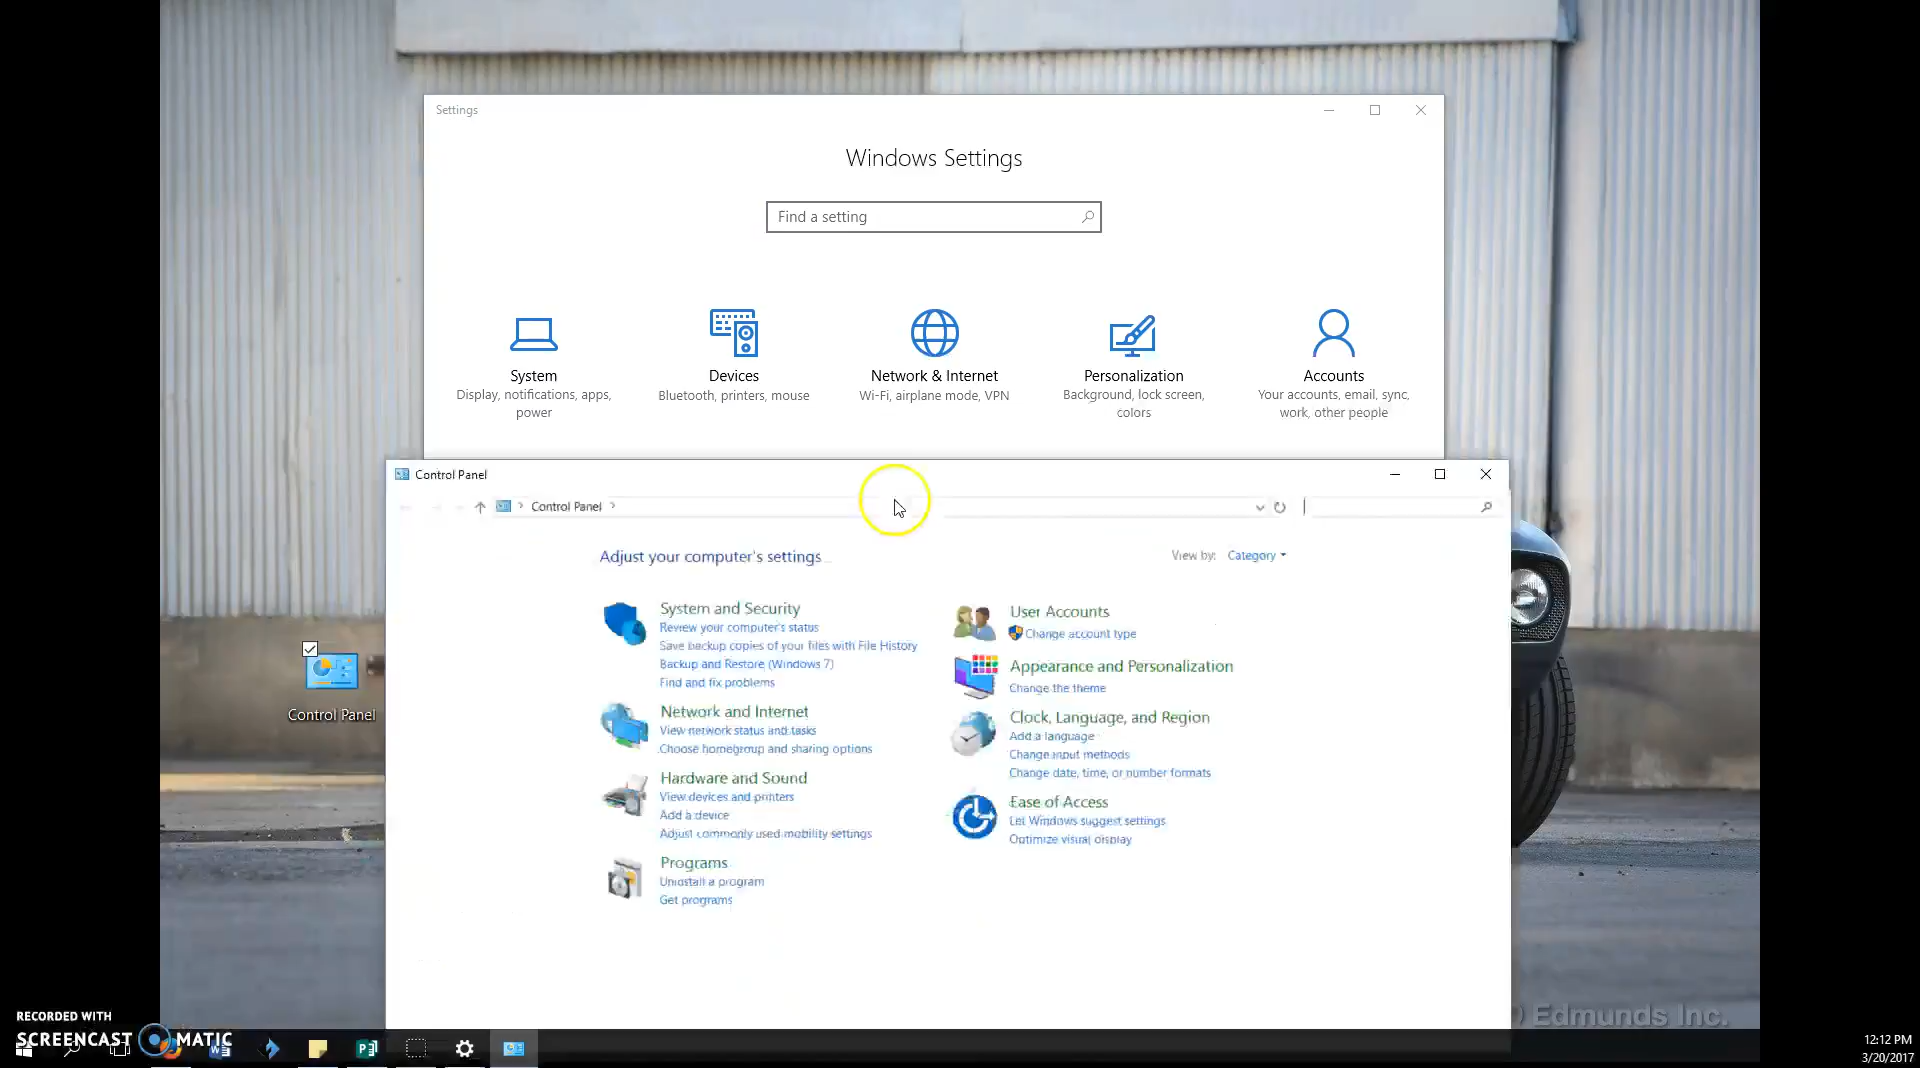 Settings
Windows Settings
Find a setting
System
Display, notifications, apps,
power
Devices
Bluetooth, printers, mouse
Network & Internet
Wi-Fi, airplane mode, VPN
Personalization
Background, lock screen,
colors
Accounts
Your accounts, email, sync,
work, other people
Control Panel
Control Panel
Adjust your computer's settings
View by: Category
System and Security
Review your computer's status
Save backup copies of your files with File History
Backup and Restore (Windows 7)
Find and fix problems
Network and Internet
View network status and tasks
Choose homegroup and sharing options
Hardware and Sound
View devices and printers
Add a device
Adjust commonly used mobility settings
Programs
Uninstall a program
Get programs
User Accounts
Change account type
Appearance and Personalization
Change the theme
Clock, Language, and Region
Add a language
Change input methods
Change date, time, or number formats
Ease of Access
Let Windows suggest settings
Optimize visual display
Control Panel
© Edmunds Inc.
RECORDED WITH
SCREENCAST MATIC
12:12 PM
3/20/2017